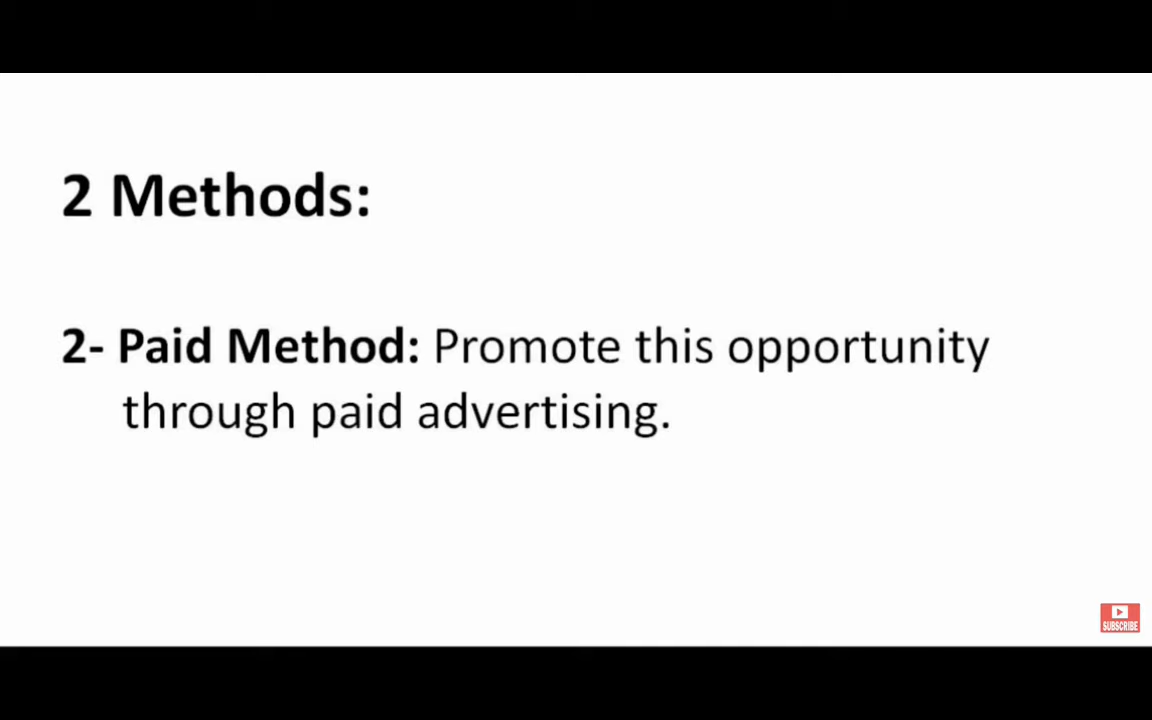 2 Methods:
2- Paid Method: Promote this opportunity
through paid advertising.
SUBSCRIBE